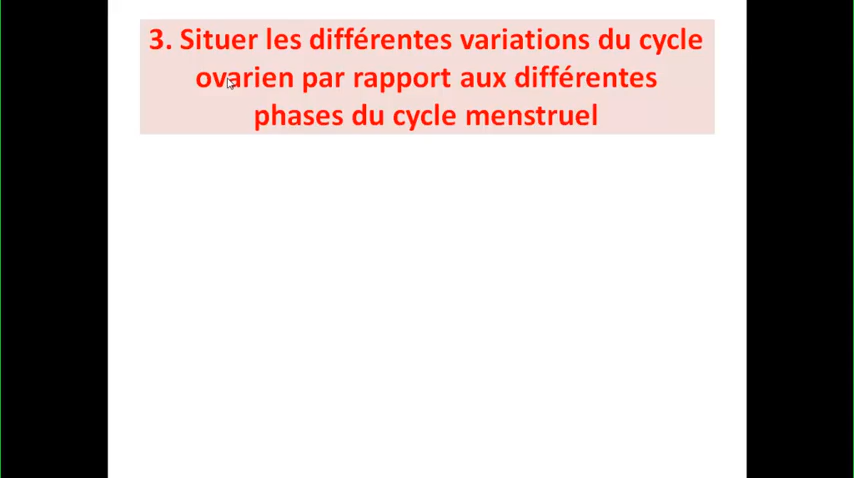 3. Situer les différentes variations du cycle
ovarien par rapport aux différentes
phases du cycle menstruel